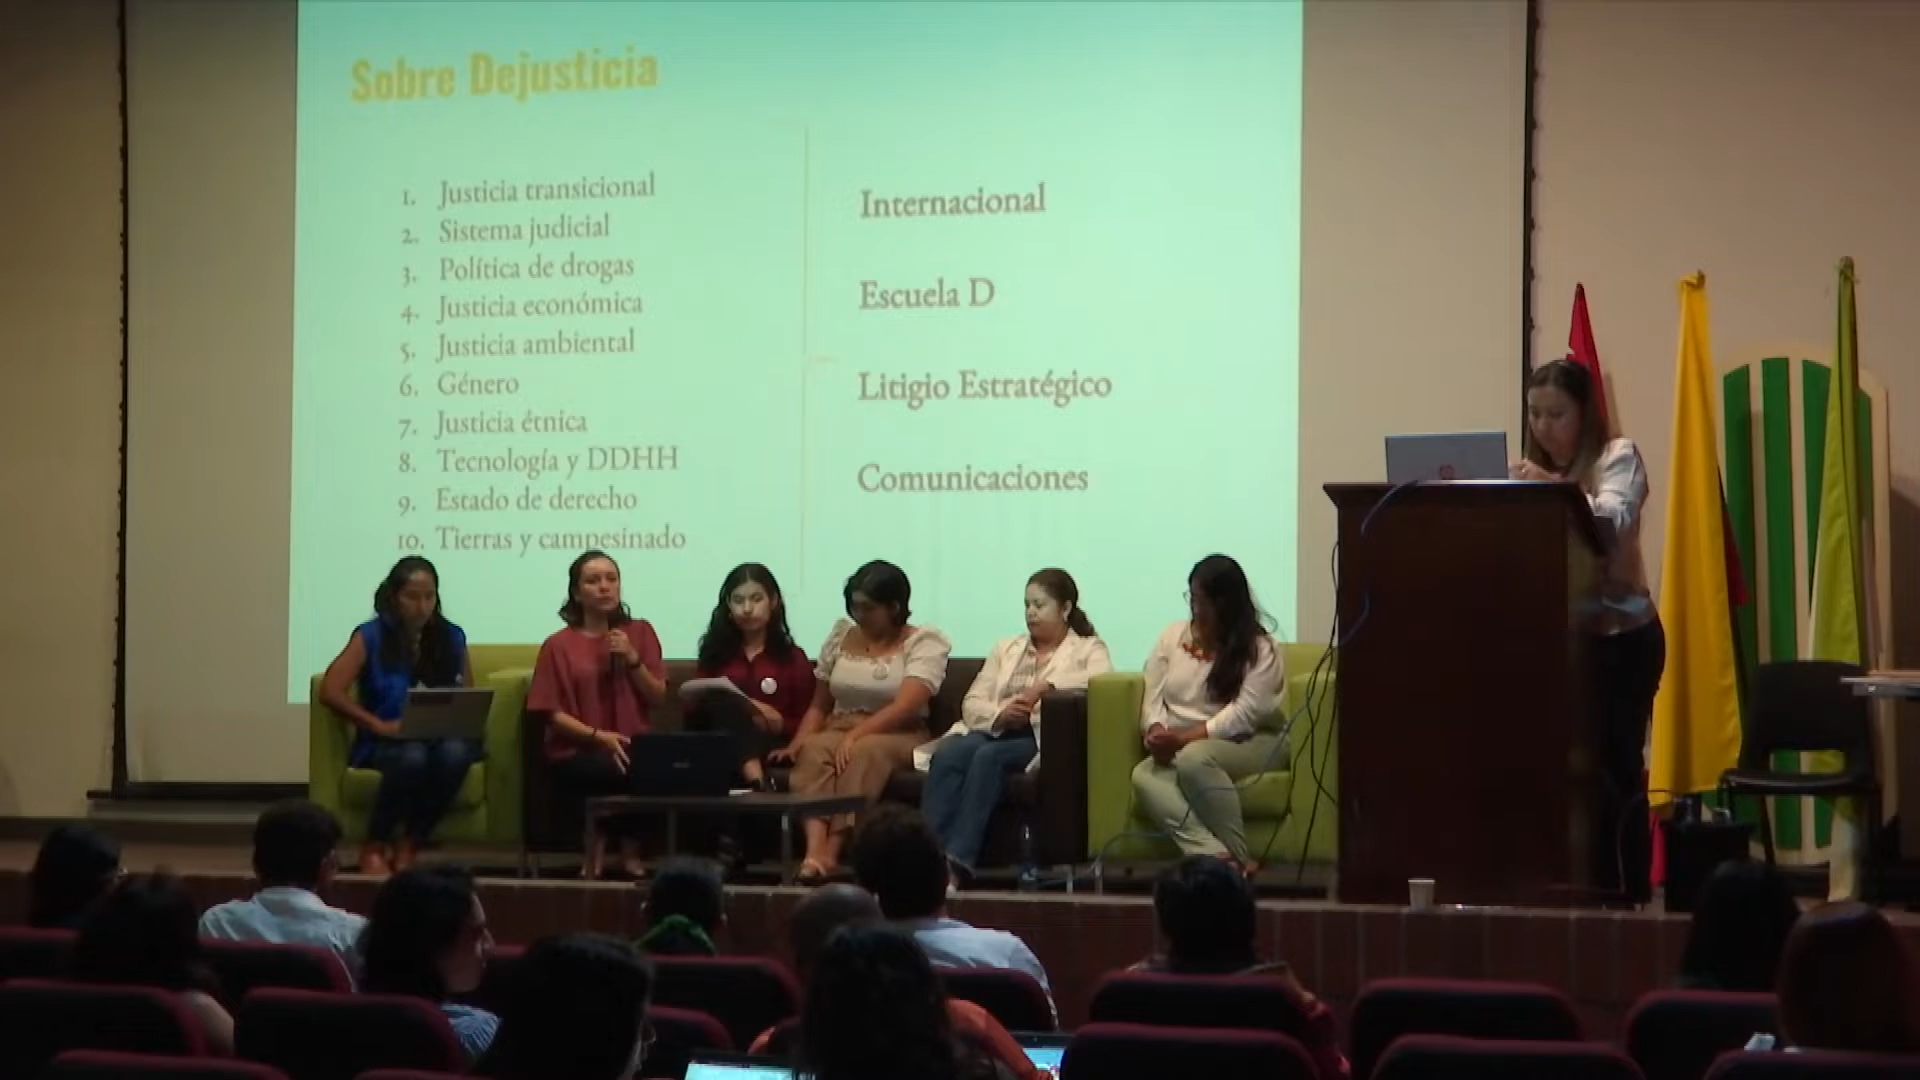 Sobre Dejusticia
1. Justicia transicional
2. Sistema judicial
3. Política de drogas
4. Justicia económica
5. Justicia ambiental
6. Género
7. Justicia étnica
8. Tecnología y DDHH
9. Estado de derecho
10. Tierras y campesinado
Internacional
Escuela D
Litigio Estratégico
Comunicaciones